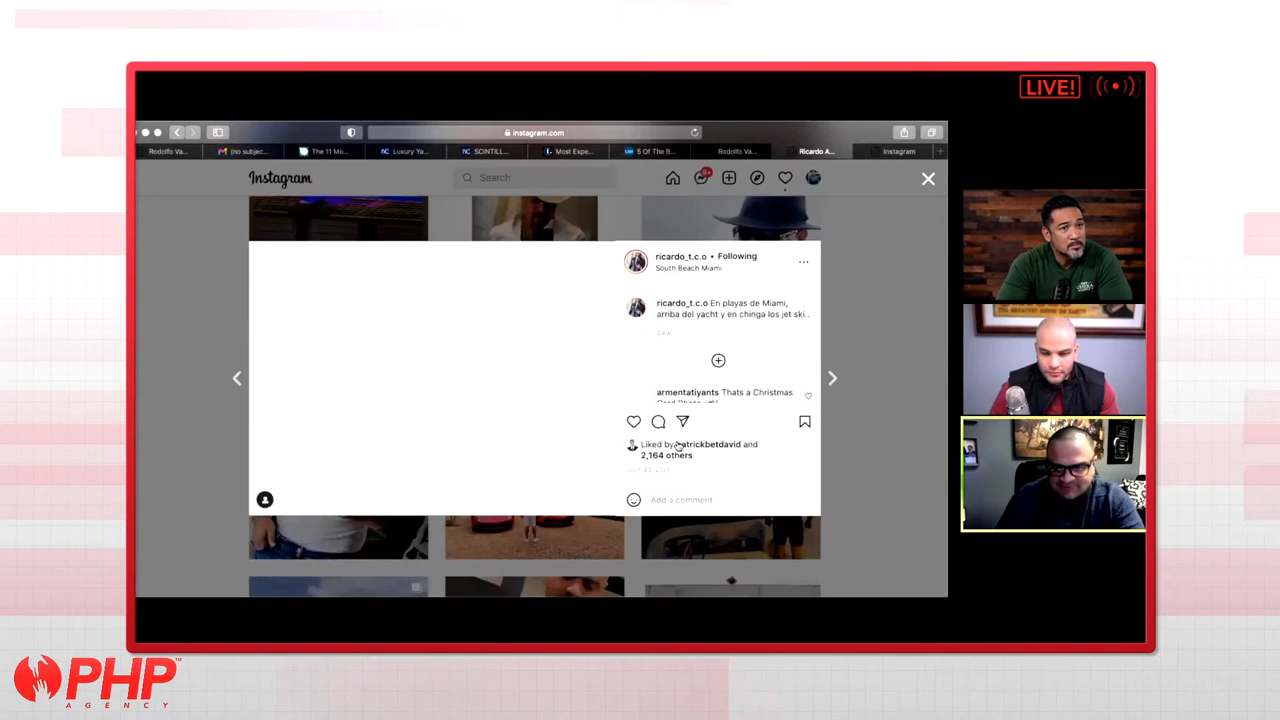 LIVE!
instagram.com
Rodolfo Va...
(no subjec...
The 11 Mo...
Luxury Ya...
SCINTILL...
Most Expe...
5 Of The B...
Rodolfo Va...
Ricardo A...
Instagram
Instagram
Search
ricardo_t.c.o • Following
South Beach Miami
ricardo_t.c.o En playas de Miami,
arriba del yacht y en chinga los jet ski..
armentatiyants Thats a Christmas
Liked by patrickbetdavid and
2,164 others
Add a comment
PHP™
AGENCY